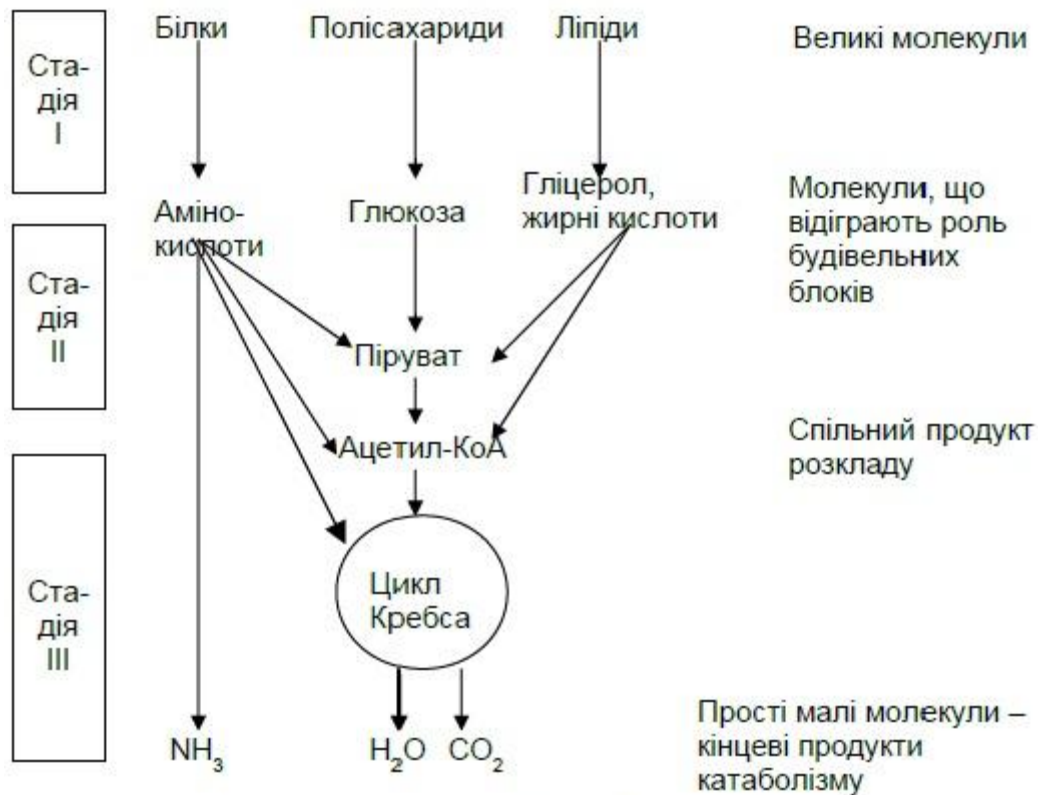 Білки
Полісахариди
Ліпіди
Великі молекули
Ста-
дія
I
Аміно-
кислоти
Глюкоза
Гліцерол,
жирні кислоти
Молекули, що
відіграють роль
будівельних
блоків
Ста-
дія
II
Піруват
Ацетил-КоА
Спільний продукт
розкладу
Ста-
дія
III
Цикл
Кребса
NH₃
H₂O
CO₂
Прості малі молекули –
кінцеві продукти
катаболізму